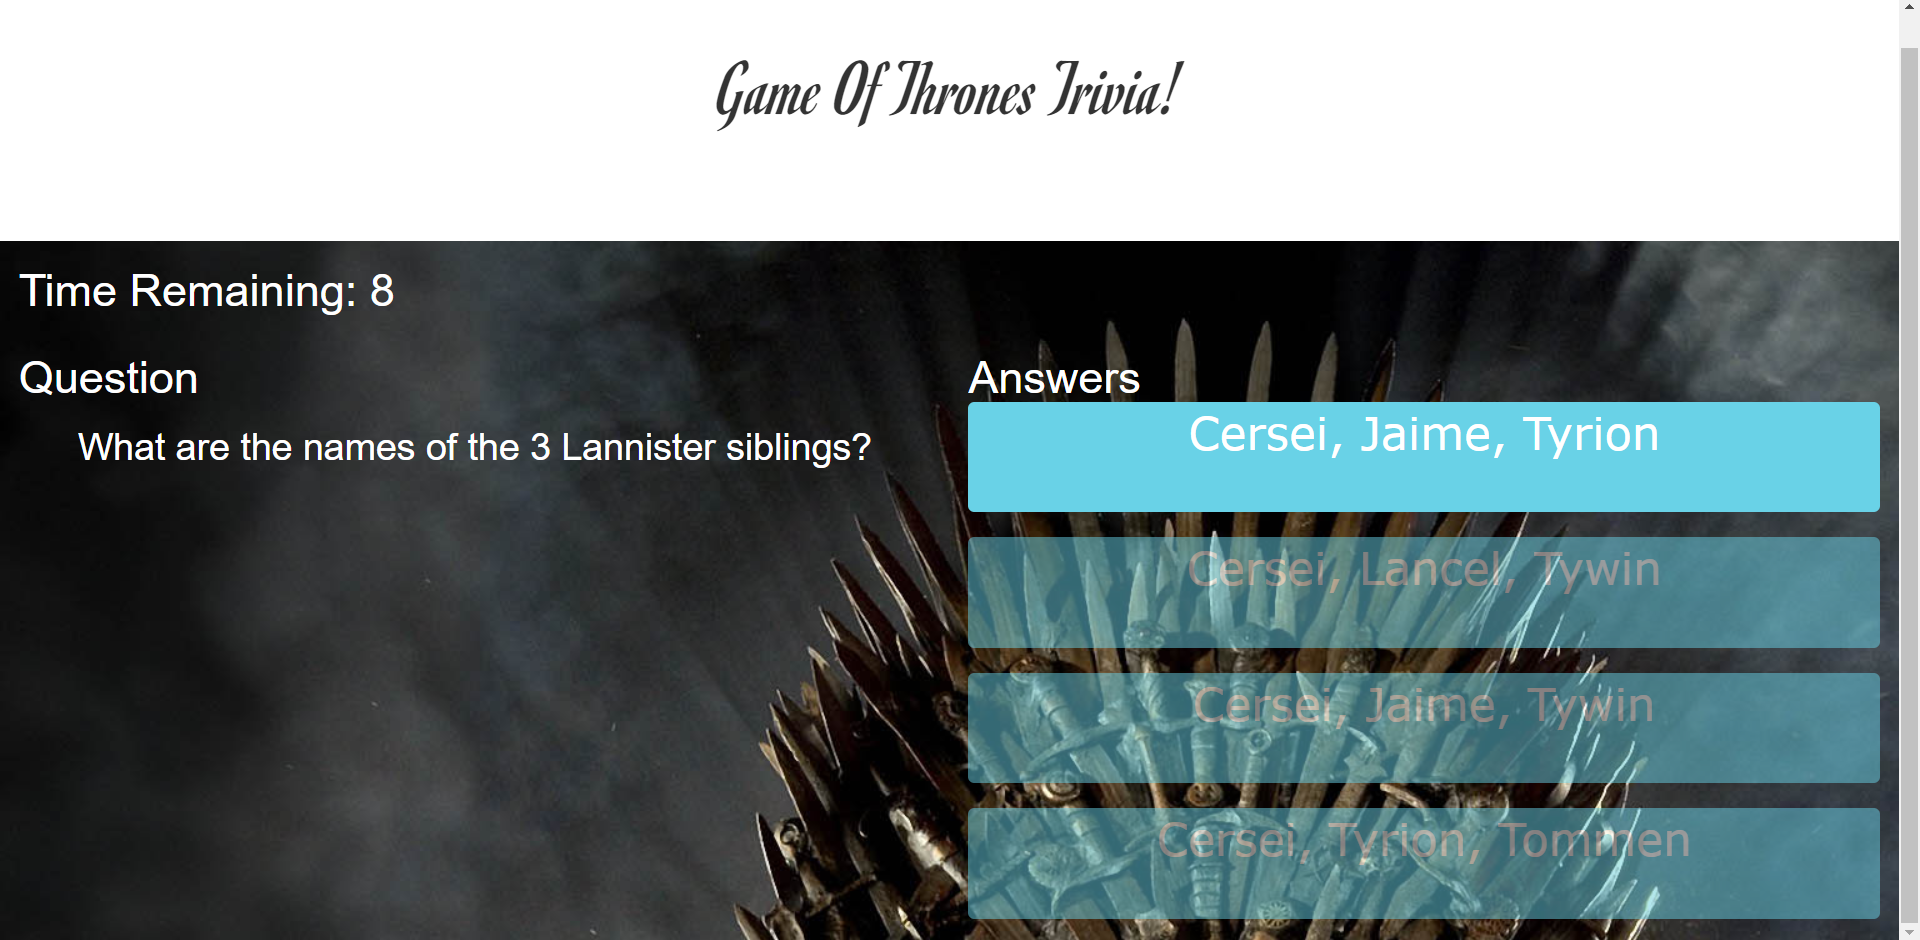 Game Of Thrones Trivia!
Time Remaining: 8
Question
What are the names of the 3 Lannister siblings?
Answers
Cersei, Jaime, Tyrion
Cersei, Lancel, Tywin
Cersei, Jaime, Tywin
Cersei, Tyrion, Tommen